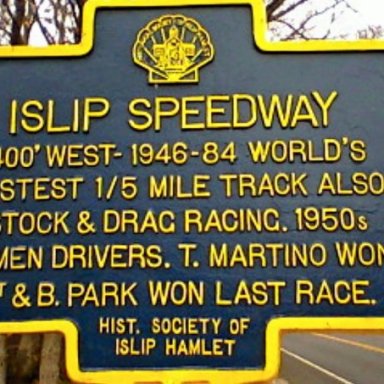 ISLIP SPEEDWAY
400' WEST- 1946-84 WORLD'S
STEST 1/5 MILE TRACK ALSO
STOCK & DRAG RACING. 1950s
MEN DRIVERS. T. MARTINO WON
& B. PARK WON LAST RACE.
HIST. SOCIETY OF
ISLIP HAMLET